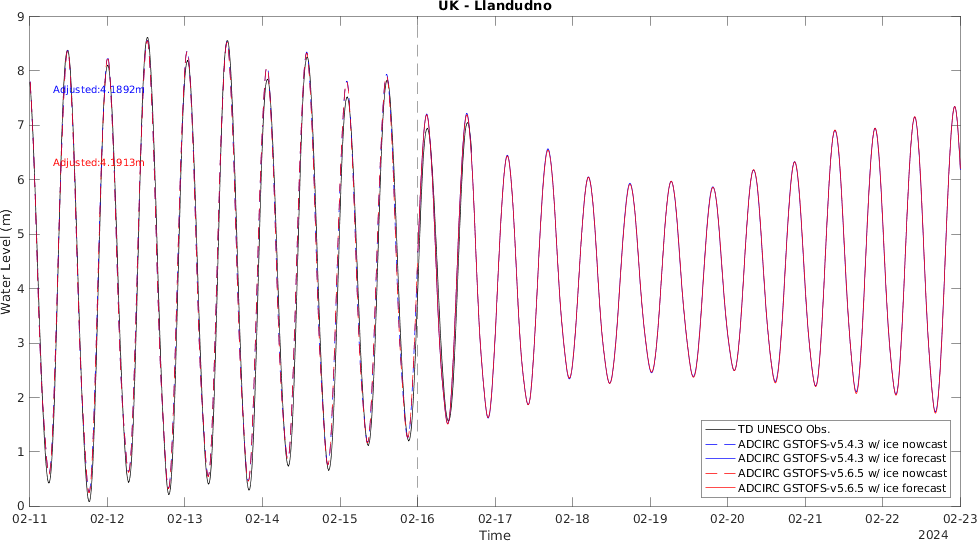 UK - Llandudno
9
8
7
6
5
4
3
2
1
0
Water Level (m)
Adjusted:4.1892m
Adjusted:4.1913m
TD UNESCO Obs.
ADCIRC GSTOFS-v5.4.3 w/ ice nowcast
ADCIRC GSTOFS-v5.4.3 w/ ice forecast
ADCIRC GSTOFS-v5.6.5 w/ ice nowcast
ADCIRC GSTOFS-v5.6.5 w/ ice forecast
02-11 02-12 02-13 02-14 02-15 02-16 02-17 02-18 02-19 02-20 02-21 02-22 02-23
Time
2024